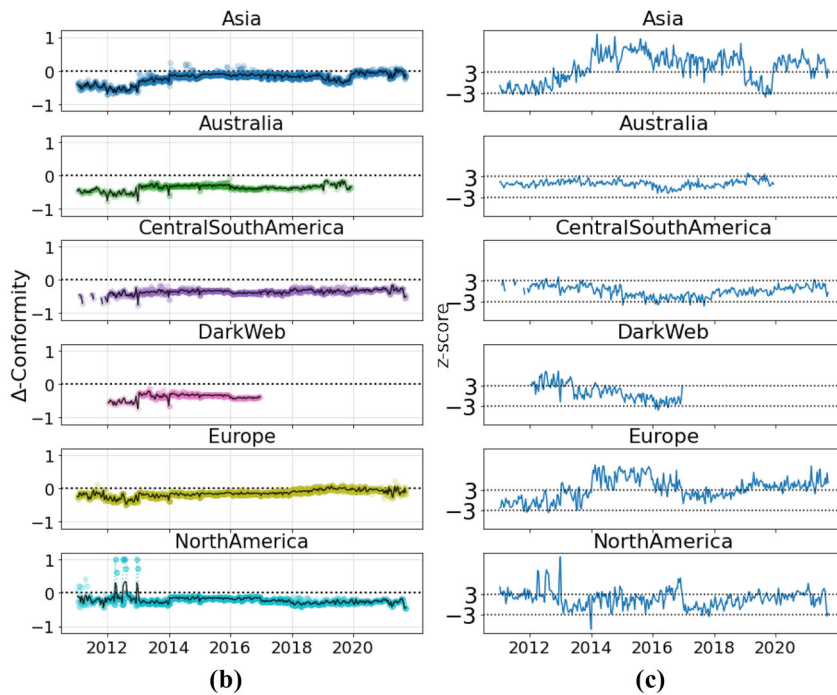 Asia
1
0
−1
Australia
1
0
−1
CentralSouthAmerica
1
0
−1
DarkWeb
1
0
−1
Europe
1
0
−1
NorthAmerica
1
0
−1
Δ-Conformity
2012 2014 2016 2018 2020
(b)
Asia
3
−3
Australia
3
−3
CentralSouthAmerica
3
−3
DarkWeb
3
−3
Europe
3
−3
NorthAmerica
3
−3
z-score
2012 2014 2016 2018 2020
(c)